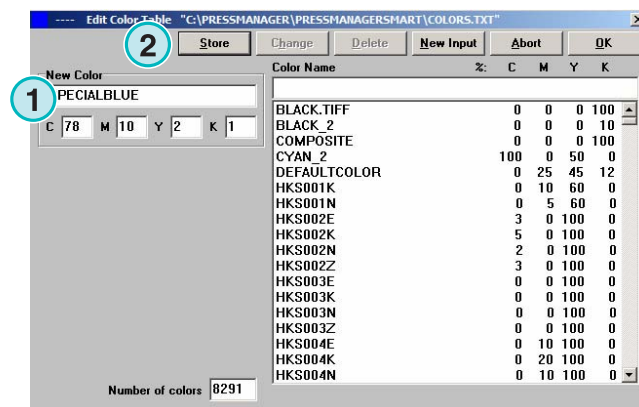 ---- Edit Color Table "C:\PRESSMANAGER\PRESSMANAGERSMART\COLORS.TXT"
2 Store Change Delete New Input Abort OK
New Color
Color Name %: C M Y K
1 PECIALBLUE
C 78 M 10 Y 2 K 1
BLACK.TIFF 0 0 0 100
BLACK_2 0 0 0 10
COMPOSITE 0 0 0 100
CYAN_2 100 0 50 0
DEFAULTCOLOR 0 25 45 12
HKS001K 0 10 60 0
HKS001N 0 5 60 0
HKS002E 3 0 100 0
HKS002K 5 0 100 0
HKS002N 2 0 100 0
HKS002Z 3 0 100 0
HKS003E 0 0 100 0
HKS003K 0 0 100 0
HKS003N 0 0 100 0
HKS003Z 0 0 100 0
HKS004E 0 10 100 0
HKS004K 0 20 100 0
HKS004N 0 10 100 0
Number of colors 8291